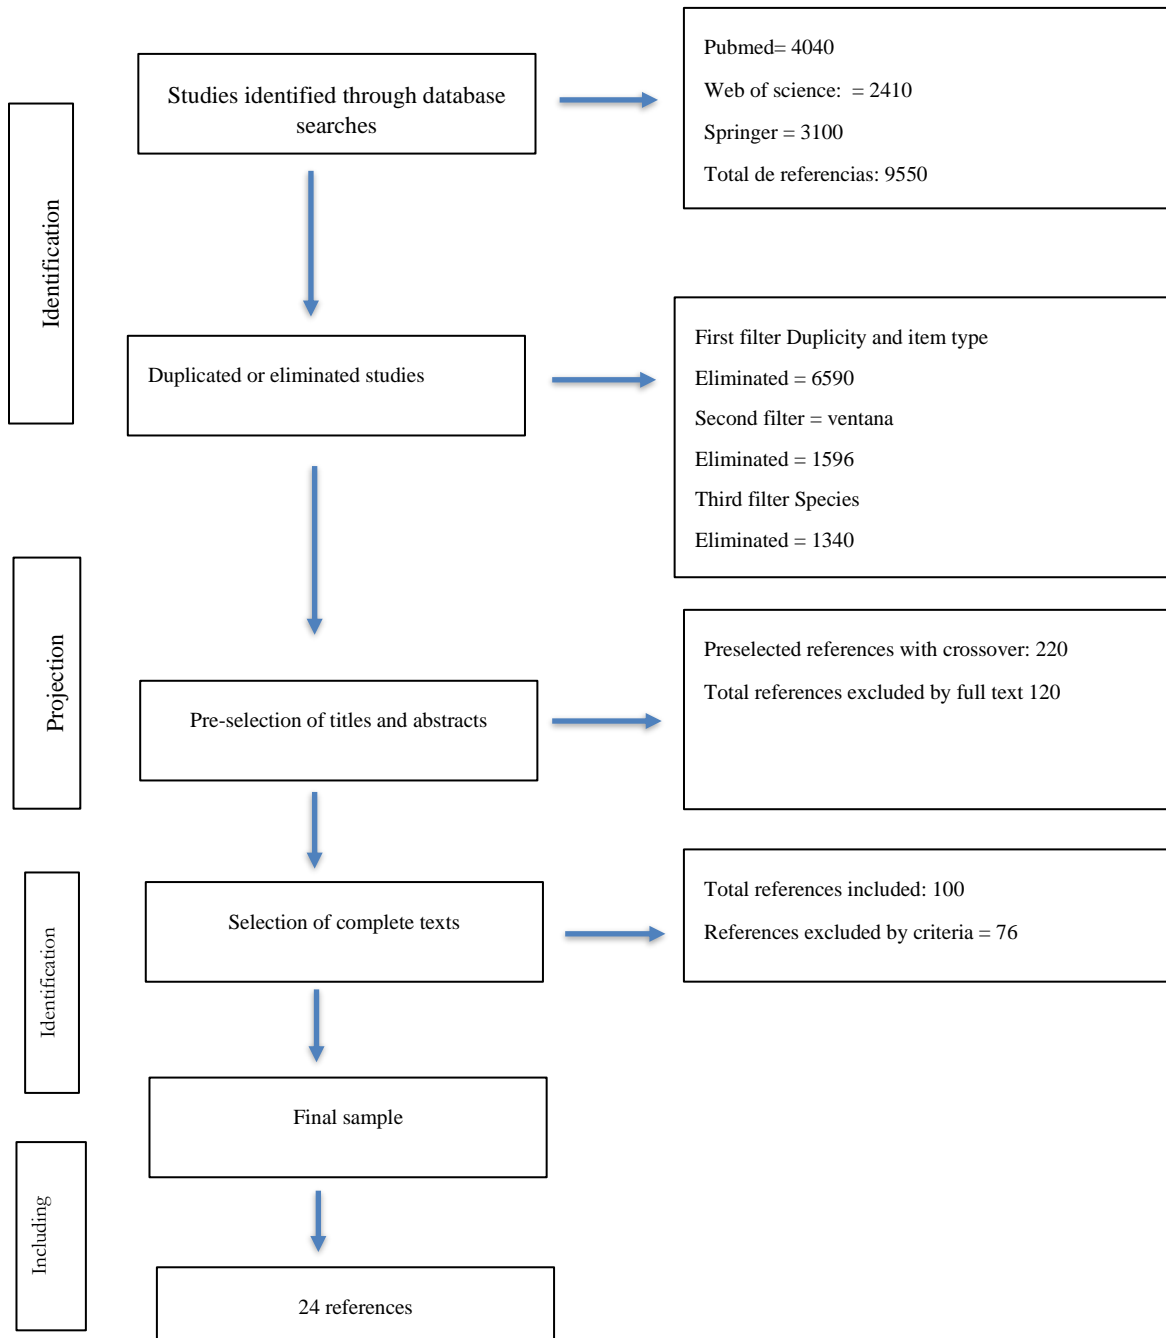 Studies identified through database
searches
Pubmed= 4040
Web of science:  = 2410
Springer = 3100
Total de referencias: 9550
Identification
Duplicated or eliminated studies
First filter Duplicity and item type
Eliminated = 6590
Second filter = ventana
Eliminated = 1596
Third filter Species
Eliminated = 1340
Projection
Pre-selection of titles and abstracts
Preselected references with crossover: 220
Total references excluded by full text 120
Identification
Selection of complete texts
Total references included: 100
References excluded by criteria = 76
Final sample
Including
24 references